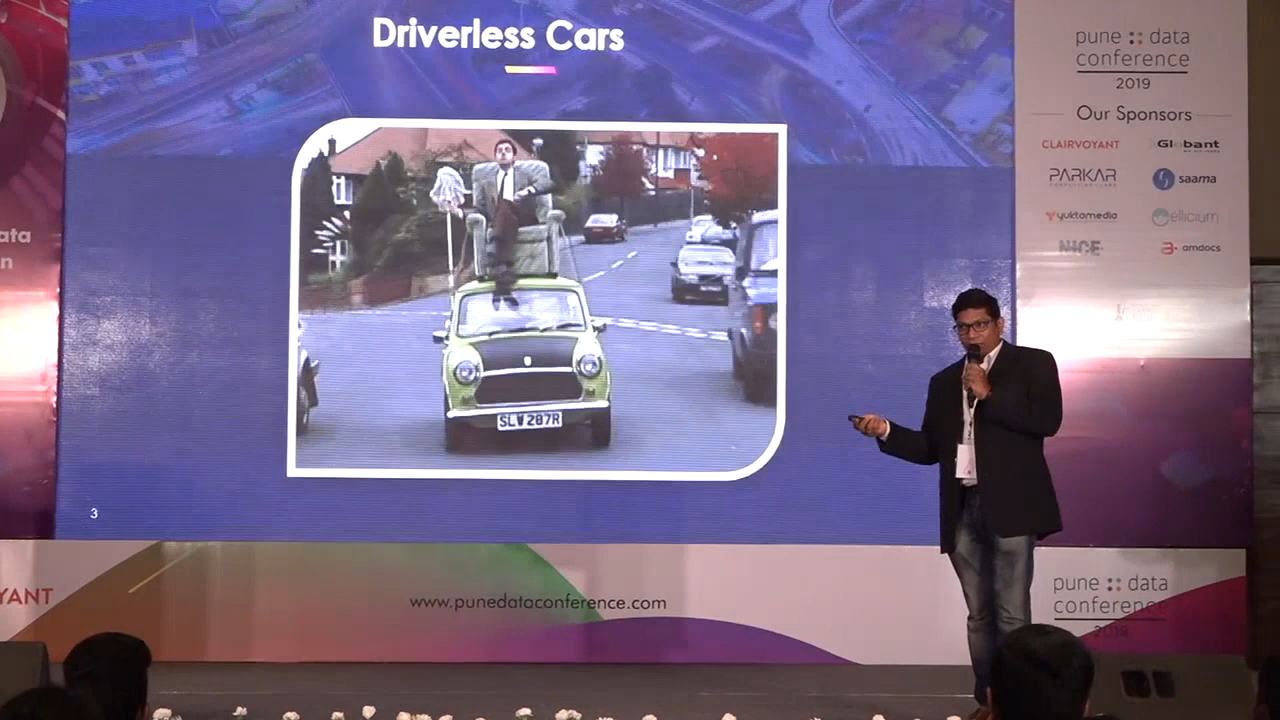 Driverless Cars
SLW 287R
3
ata
n
pune :: data
conference
2019
Our Sponsors
CLAIRVOYANT
Globant
PARKAR
saama
yuktamedia
ellicium
NICE
amdocs
YANT
www.punedataconference.com
pune :: data
conference
2019